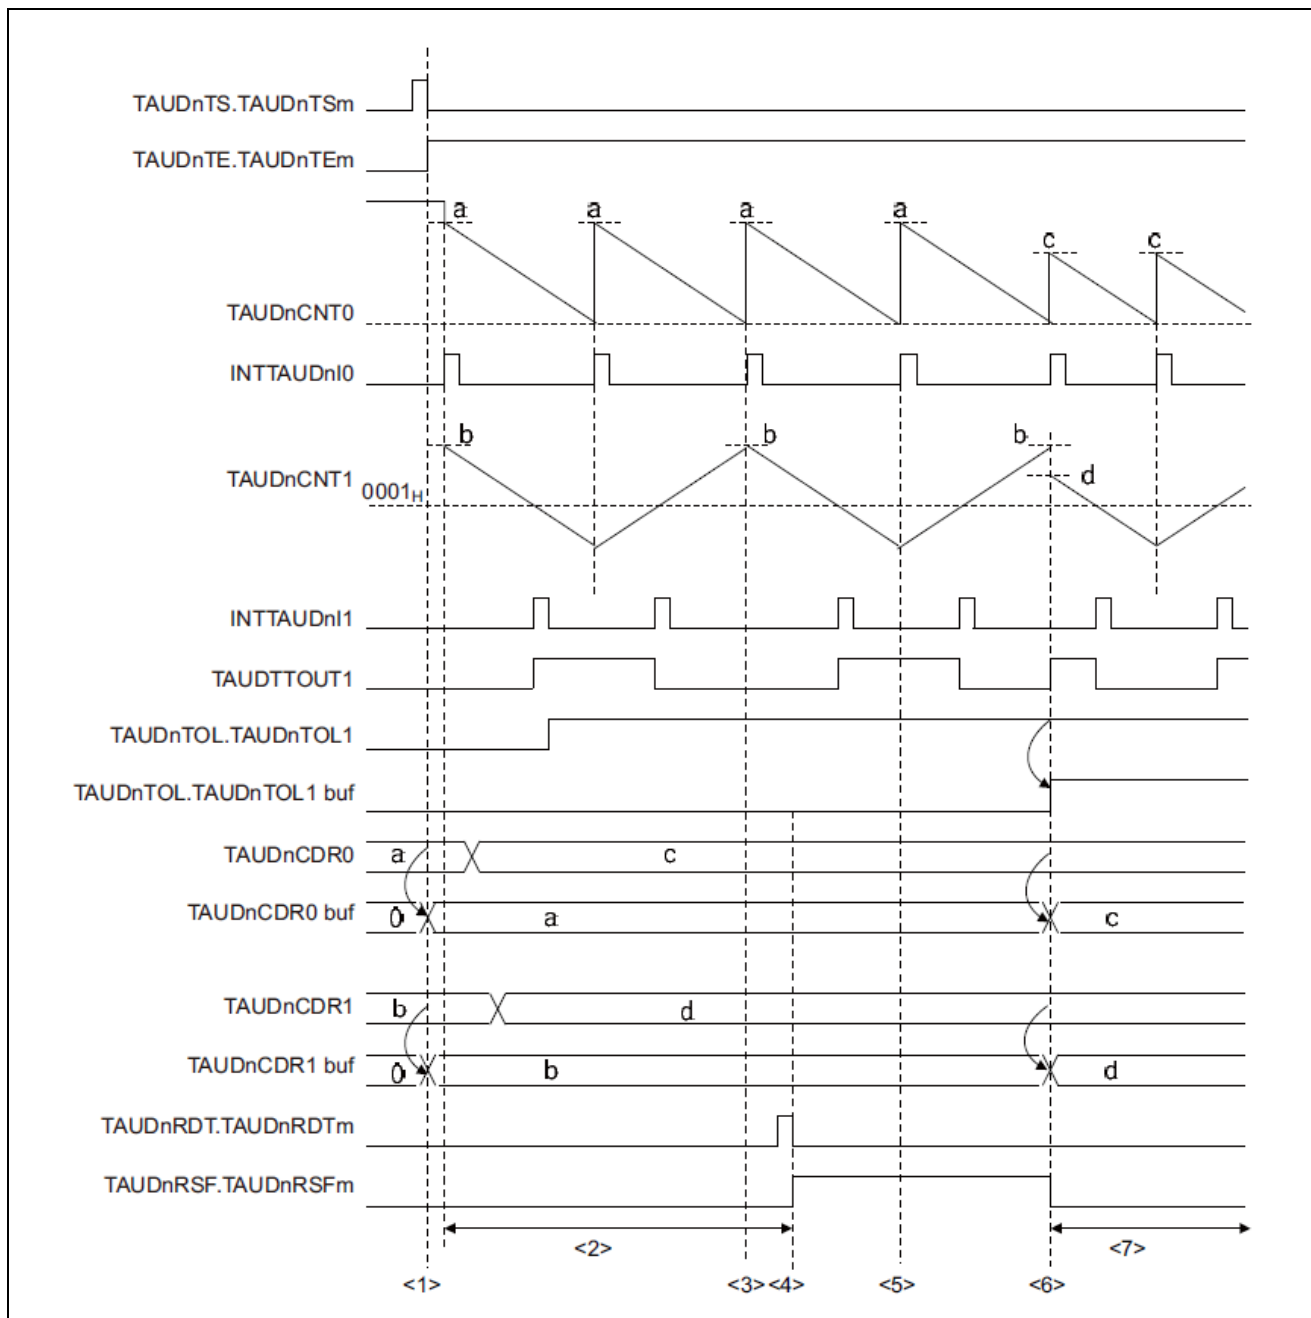 TAUDnTS.TAUDnTSm
TAUDnTE.TAUDnTEm
a a a a
c c
TAUDnCNT0
INTTAUDnI0
b b b
TAUDnCNT1
d
0001H
INTTAUDnI1
TAUDTTOUT1
TAUDnTOL.TAUDnTOL1
TAUDnTOL.TAUDnTOL1 buf
TAUDnCDR0 a c
TAUDnCDR0 buf 0 a c
TAUDnCDR1 b d
TAUDnCDR1 buf 0 b d
TAUDnRDT.TAUDnRDTm
TAUDnRSF.TAUDnRSFm
<2> <7>
<1> <3> <4> <5> <6>